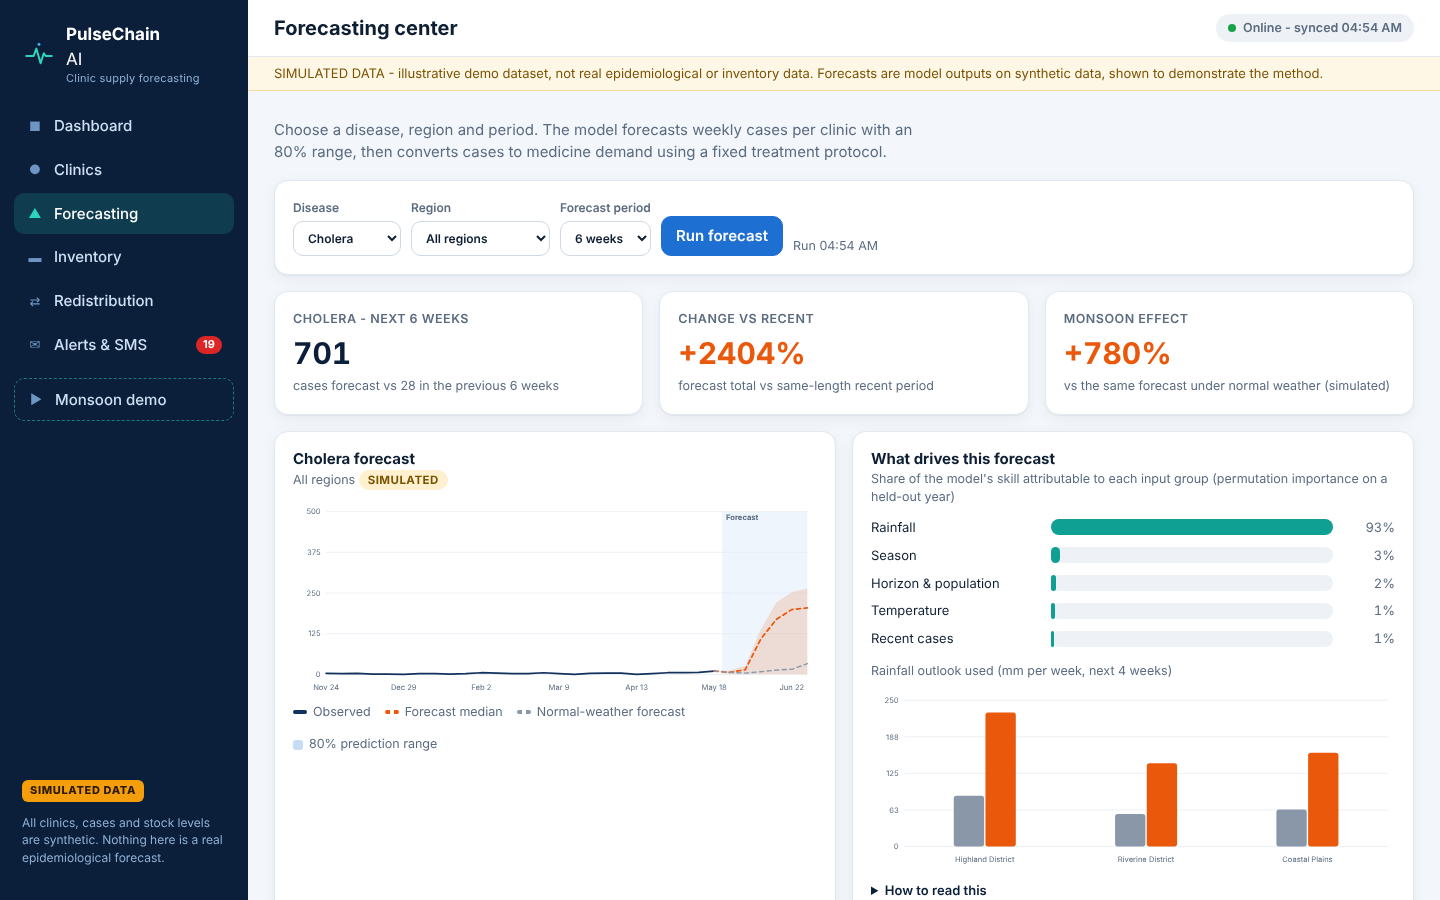 PulseChain
AI
Clinic supply forecasting
Dashboard
Clinics
Forecasting
Inventory
Redistribution
Alerts & SMS
19
Monsoon demo
SIMULATED DATA
All clinics, cases and stock levels
are synthetic. Nothing here is a real
epidemiological forecast.
Forecasting center
Online - synced 04:54 AM
SIMULATED DATA - illustrative demo dataset, not real epidemiological or inventory data. Forecasts are model outputs on synthetic data, shown to demonstrate the method.
Choose a disease, region and period. The model forecasts weekly cases per clinic with an
80% range, then converts cases to medicine demand using a fixed treatment protocol.
Disease
Region
Forecast period
Cholera
All regions
6 weeks
Run forecast
Run 04:54 AM
CHOLERA - NEXT 6 WEEKS
701
cases forecast vs 28 in the previous 6 weeks
CHANGE VS RECENT
+2404%
forecast total vs same-length recent period
MONSOON EFFECT
+780%
vs the same forecast under normal weather (simulated)
Cholera forecast
All regions
SIMULATED
500
375
250
125
0
Forecast
Nov 24
Dec 29
Feb 2
Mar 9
Apr 13
May 18
Jun 22
Observed
Forecast median
Normal-weather forecast
80% prediction range
What drives this forecast
Share of the model's skill attributable to each input group (permutation importance on a
held-out year)
Rainfall
93%
Season
3%
Horizon & population
2%
Temperature
1%
Recent cases
1%
Rainfall outlook used (mm per week, next 4 weeks)
250
188
125
63
0
Highland District
Riverine District
Coastal Plains
How to read this